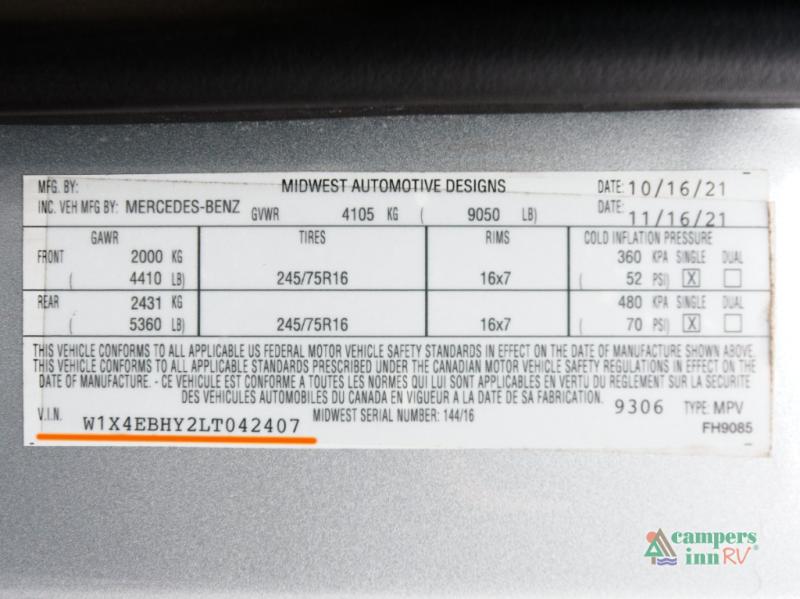 MFG. BY: MIDWEST AUTOMOTIVE DESIGNS DATE: 10/16/21
INC. VEH MFG BY: MERCEDES-BENZ GVWR 4105 KG ( 9050 LB) DATE: 11/16/21
GAWR TIRES RIMS COLD INFLATION PRESSURE
FRONT 2000 KG 360 KPA SINGLE DUAL
( 4410 LB) 245/75R16 16x7 ( 52 PSI) X
REAR 2431 KG 480 KPA SINGLE DUAL
( 5360 LB) 245/75R16 16x7 ( 70 PSI) X
THIS VEHICLE CONFORMS TO ALL APPLICABLE US FEDERAL MOTOR VEHICLE SAFETY STANDARDS IN EFFECT ON THE DATE OF MANUFACTURE SHOWN ABOVE.
THIS VEHICLE CONFORMS TO ALL APPLICABLE STANDARDS PRESCRIBED UNDER THE CANADIAN MOTOR VEHICLE SAFETY REGULATIONS IN EFFECT ON THE
DATE OF MANUFACTURE. - CE VEHICULE EST CONFORME A TOUTES LES NORMES QUI LUI SONT APPLICABLES EN VERTU DU REGLEMENT SUR LA SECURITE
DES VEHICULES AUTOMOBILES DU CANADA EN VIGUEUR A LA DATE DE SA FABRICATION. 9306 TYPE: MPV
V.I.N. W1X4EBHY2LT042407 MIDWEST SERIAL NUMBER: 144/16 FH9085
campers
inn RV®